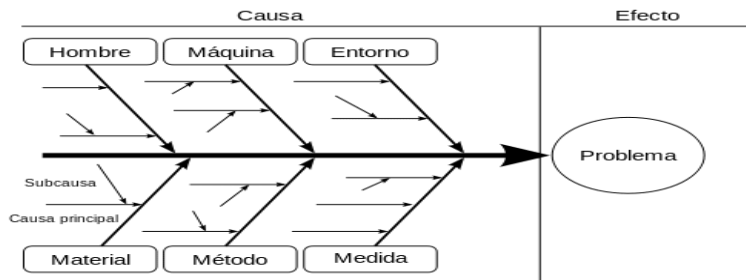 Causa
Efecto
Hombre
Máquina
Entorno
Problema
Subcausa
Causa principal
Material
Método
Medida